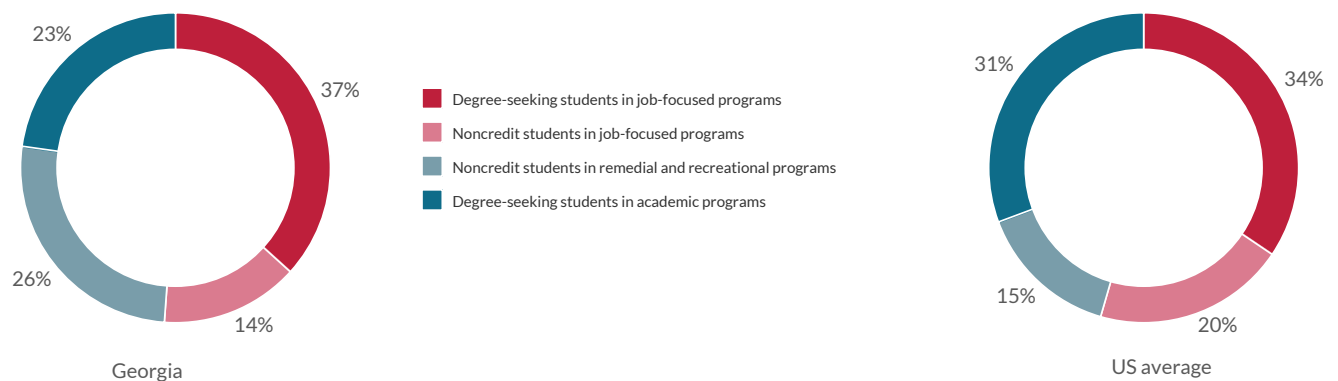 23%
37%
26%
14%
Georgia
Degree-seeking students in job-focused programs
Noncredit students in job-focused programs
Noncredit students in remedial and recreational programs
Degree-seeking students in academic programs
31%
34%
15%
20%
US average